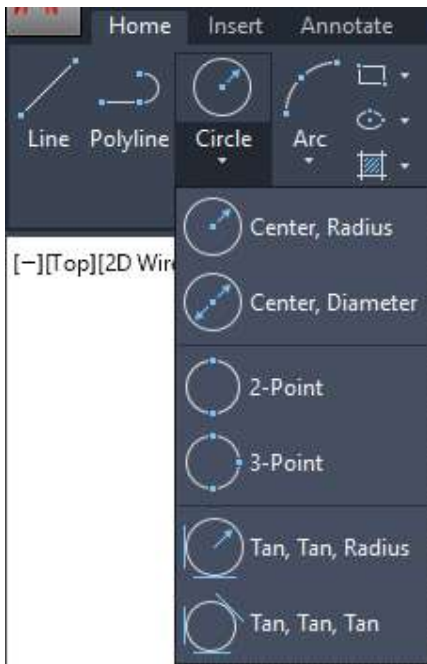 Home Insert Annotate
Line Polyline Circle Arc
Center, Radius
[−][Top][2D Wire
Center, Diameter
2-Point
3-Point
Tan, Tan, Radius
Tan, Tan, Tan